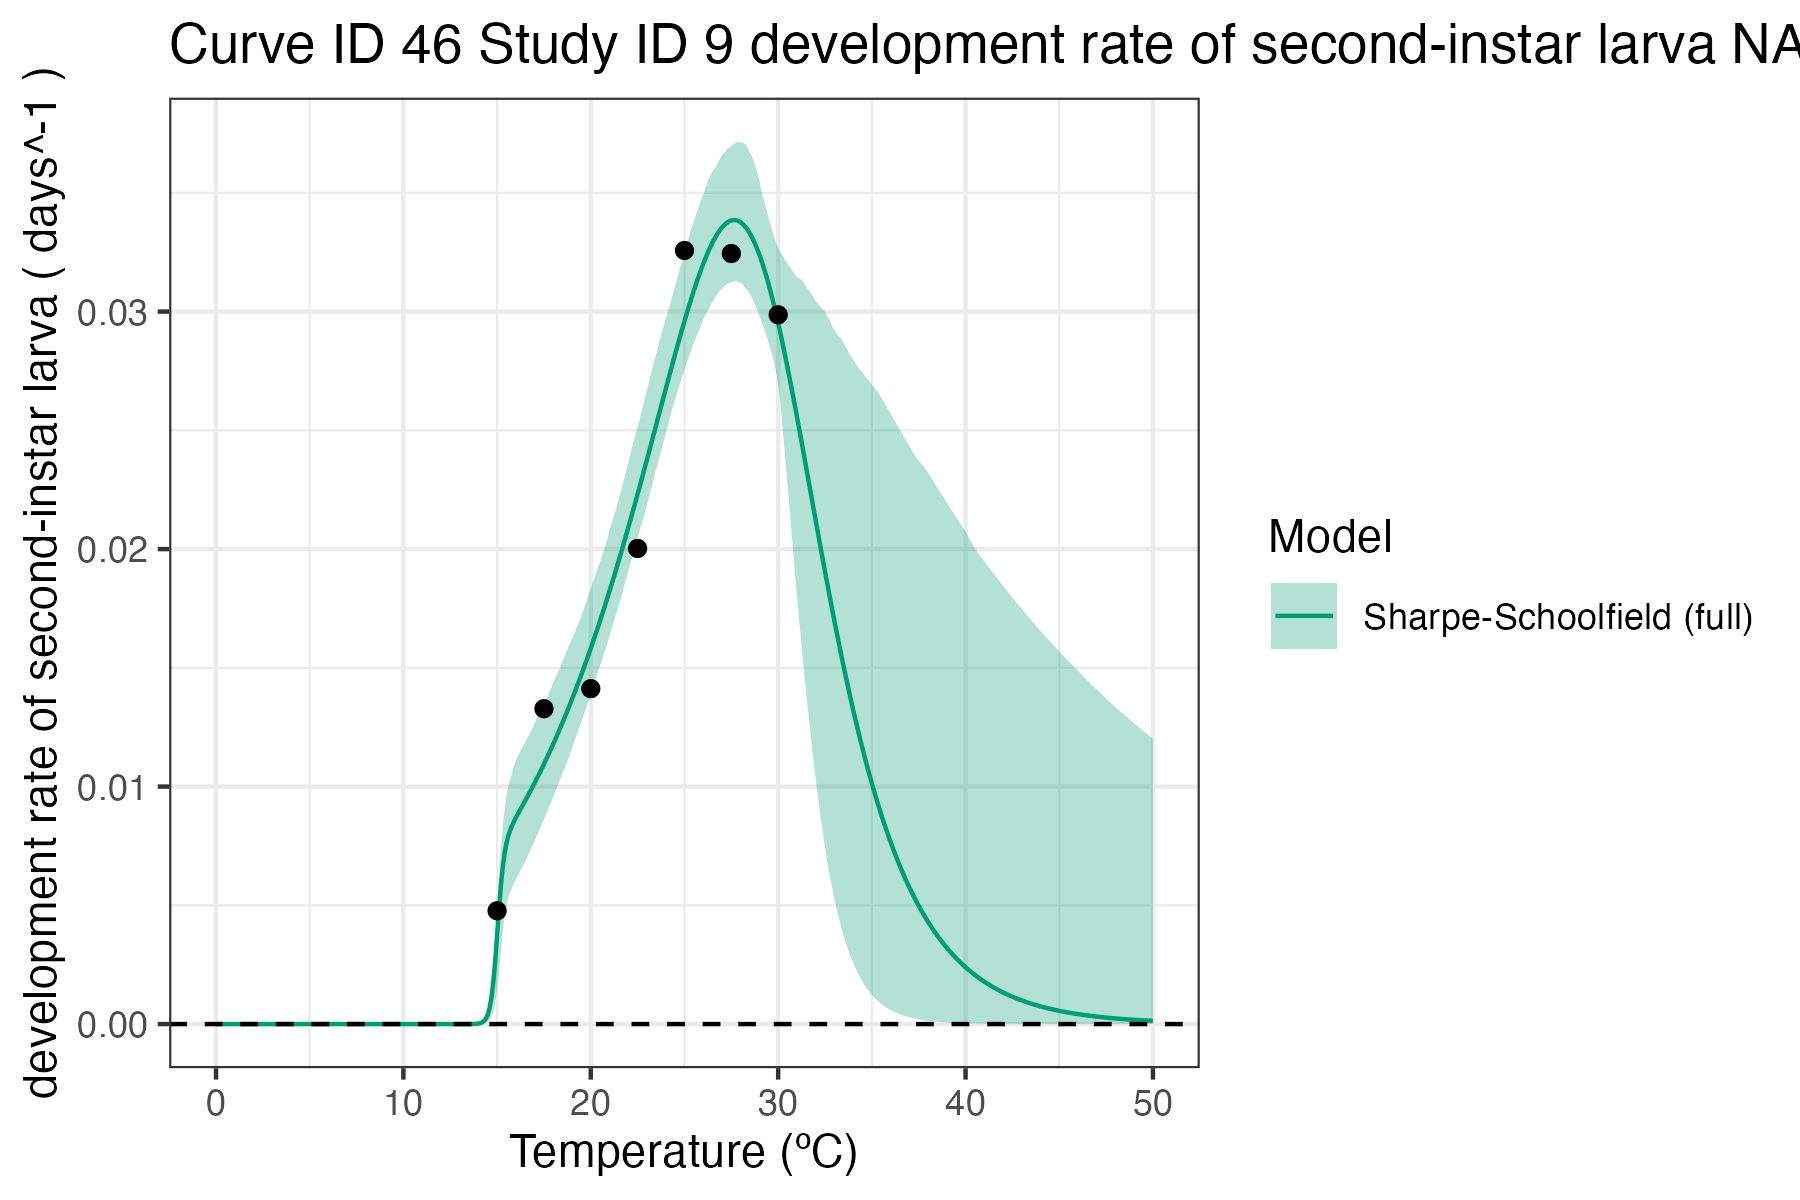 Curve ID 46 Study ID 9 development rate of second-instar larva NA
development rate of second-instar larva ( days^-1 )
0.03
0.02
0.01
0.00
0 10 20 30 40 50
Temperature (ºC)
Model
Sharpe-Schoolfield (full)